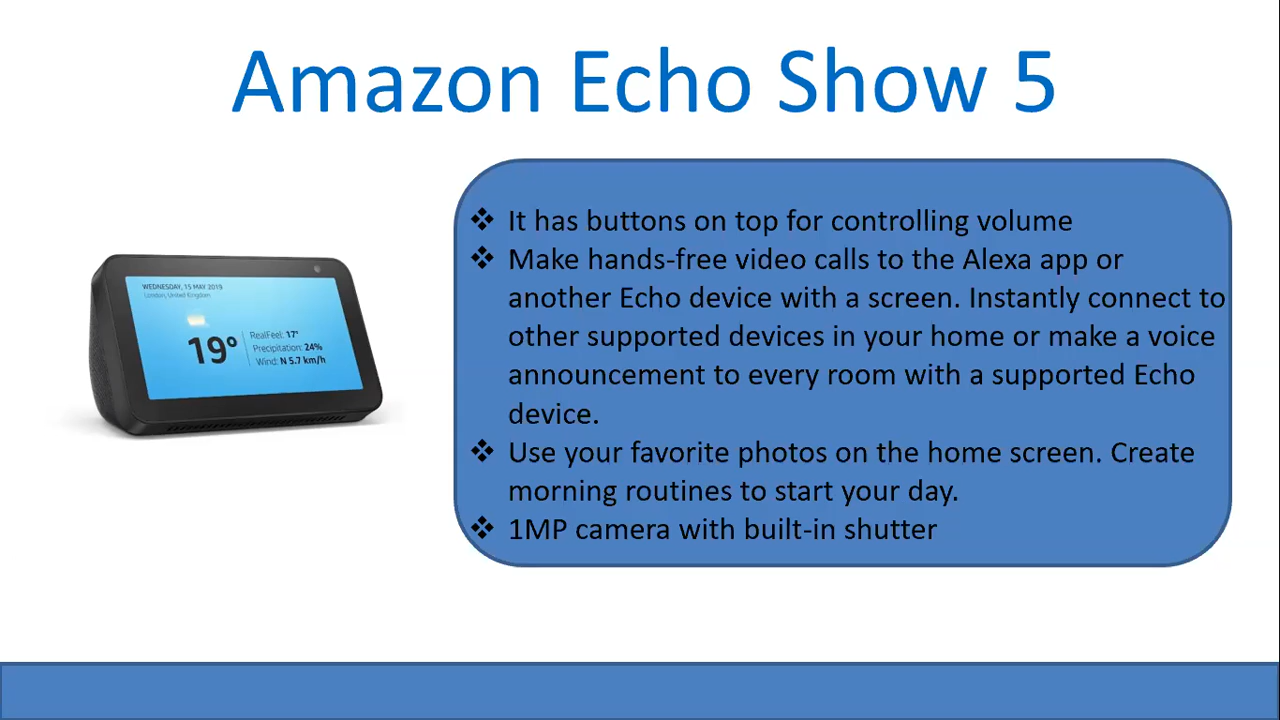 Amazon Echo Show 5
❖ It has buttons on top for controlling volume
❖ Make hands-free video calls to the Alexa app or
another Echo device with a screen. Instantly connect to
other supported devices in your home or make a voice
announcement to every room with a supported Echo
device.
❖ Use your favorite photos on the home screen. Create
morning routines to start your day.
❖ 1MP camera with built-in shutter
WEDNESDAY, 15 MAY 2019
London, United Kingdom
19°
RealFeel: 17°
Precipitation: 24%
Wind: N 5.7 km/h